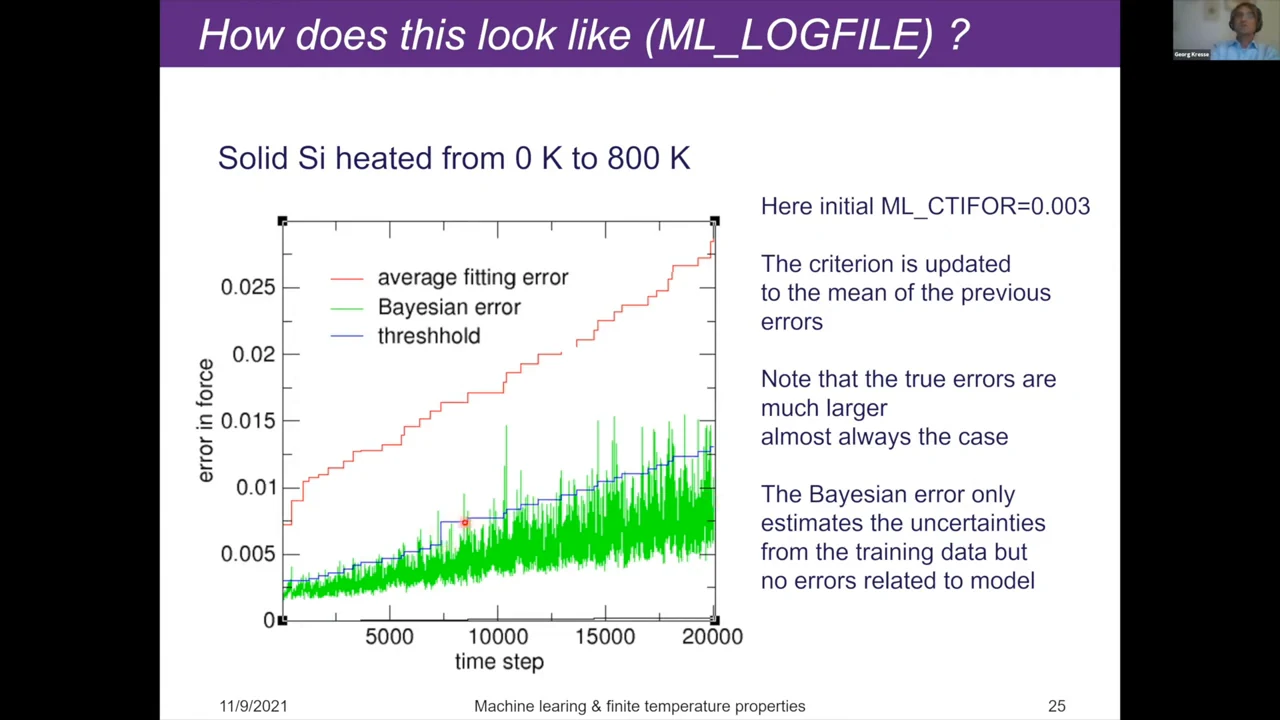 How does this look like (ML_LOGFILE) ?
Georg Kresse
Solid Si heated from 0 K to 800 K
Here initial ML_CTIFOR=0.003
The criterion is updated
to the mean of the previous
errors
Note that the true errors are
much larger
almost always the case
The Bayesian error only
estimates the uncertainties
from the training data but
no errors related to model
average fitting error
Bayesian error
threshhold
error in force
0.025
0.02
0.015
0.01
0.005
0
5000
10000
15000
20000
time step
11/9/2021
Machine learing & finite temperature properties
25